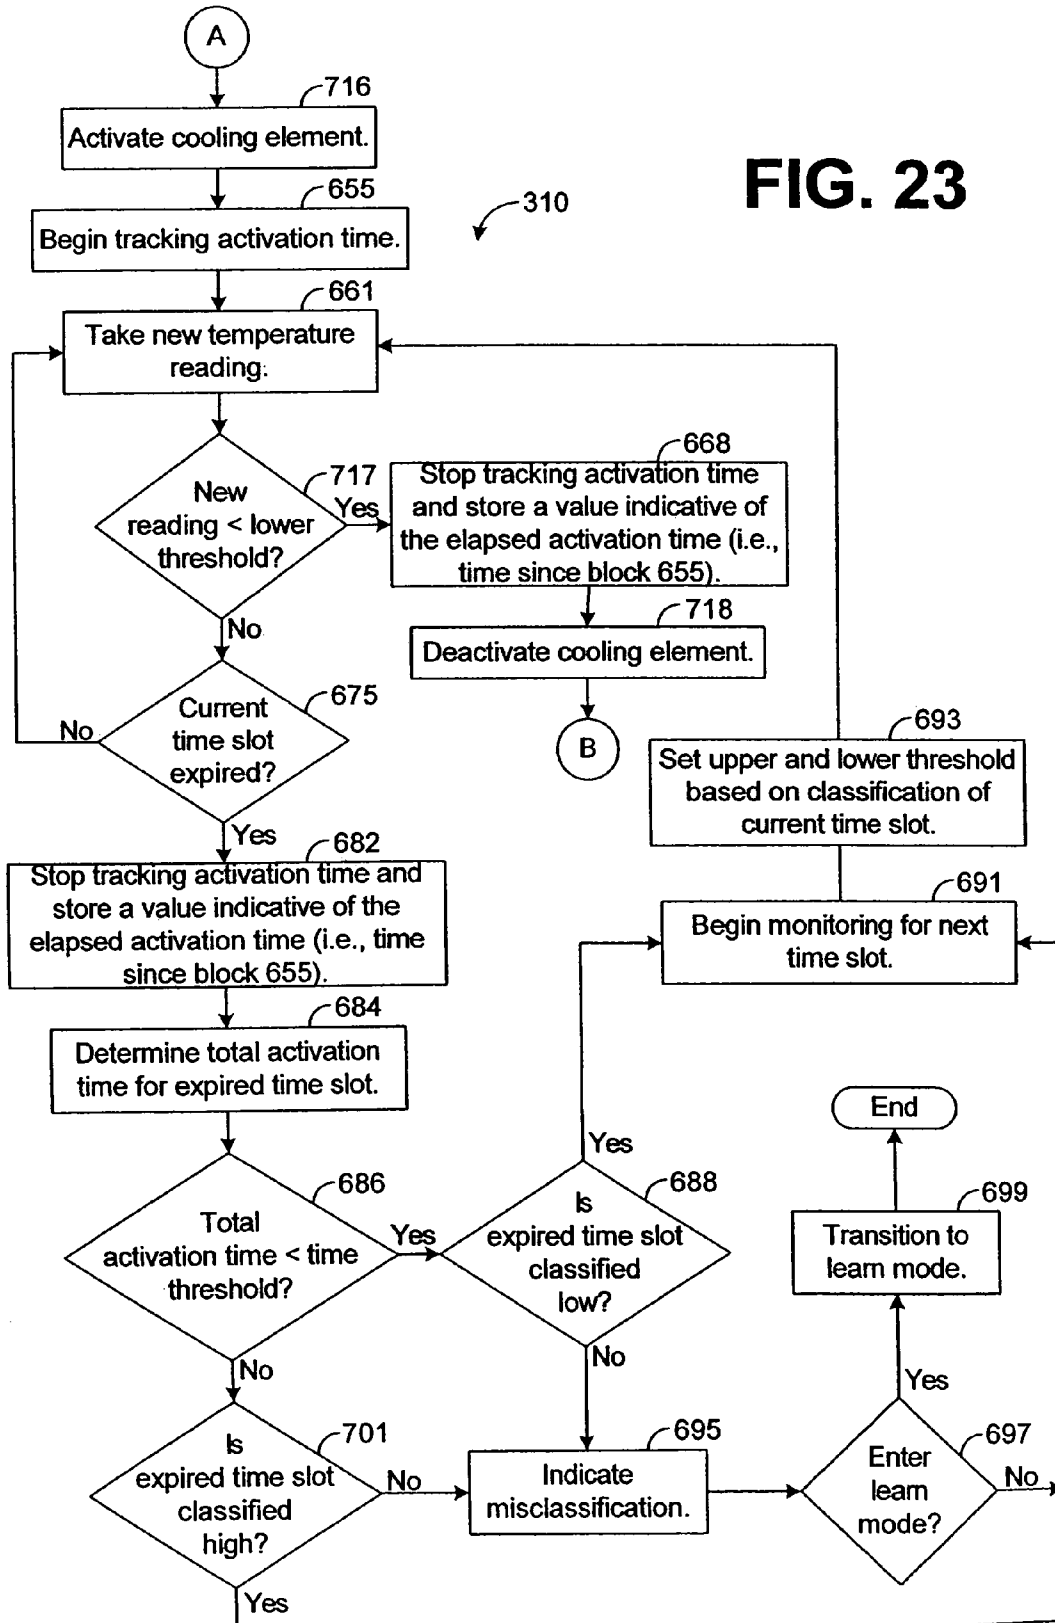 A
716
Activate cooling element.
FIG. 23
655
310
Begin tracking activation time.
661
Take new temperature
reading.
717
New
reading < lower
threshold?
Yes
668
Stop tracking activation time
and store a value indicative of
the elapsed activation time (i.e.,
time since block 655).
No
718
Deactivate cooling element.
B
675
Current
time slot
expired?
No
Yes
693
Set upper and lower threshold
based on classification of
current time slot.
682
Stop tracking activation time and
store a value indicative of the
elapsed activation time (i.e., time
since block 655).
691
Begin monitoring for next
time slot.
684
Determine total activation
time for expired time slot.
End
686
Total
activation time < time
threshold?
Yes
Yes
688
Is
expired time slot
classified
low?
699
Transition to
learn mode.
No
No
Yes
701
Is
expired time slot
classified
high?
No
695
Indicate
misclassification.
697
Enter
learn
mode?
No
Yes